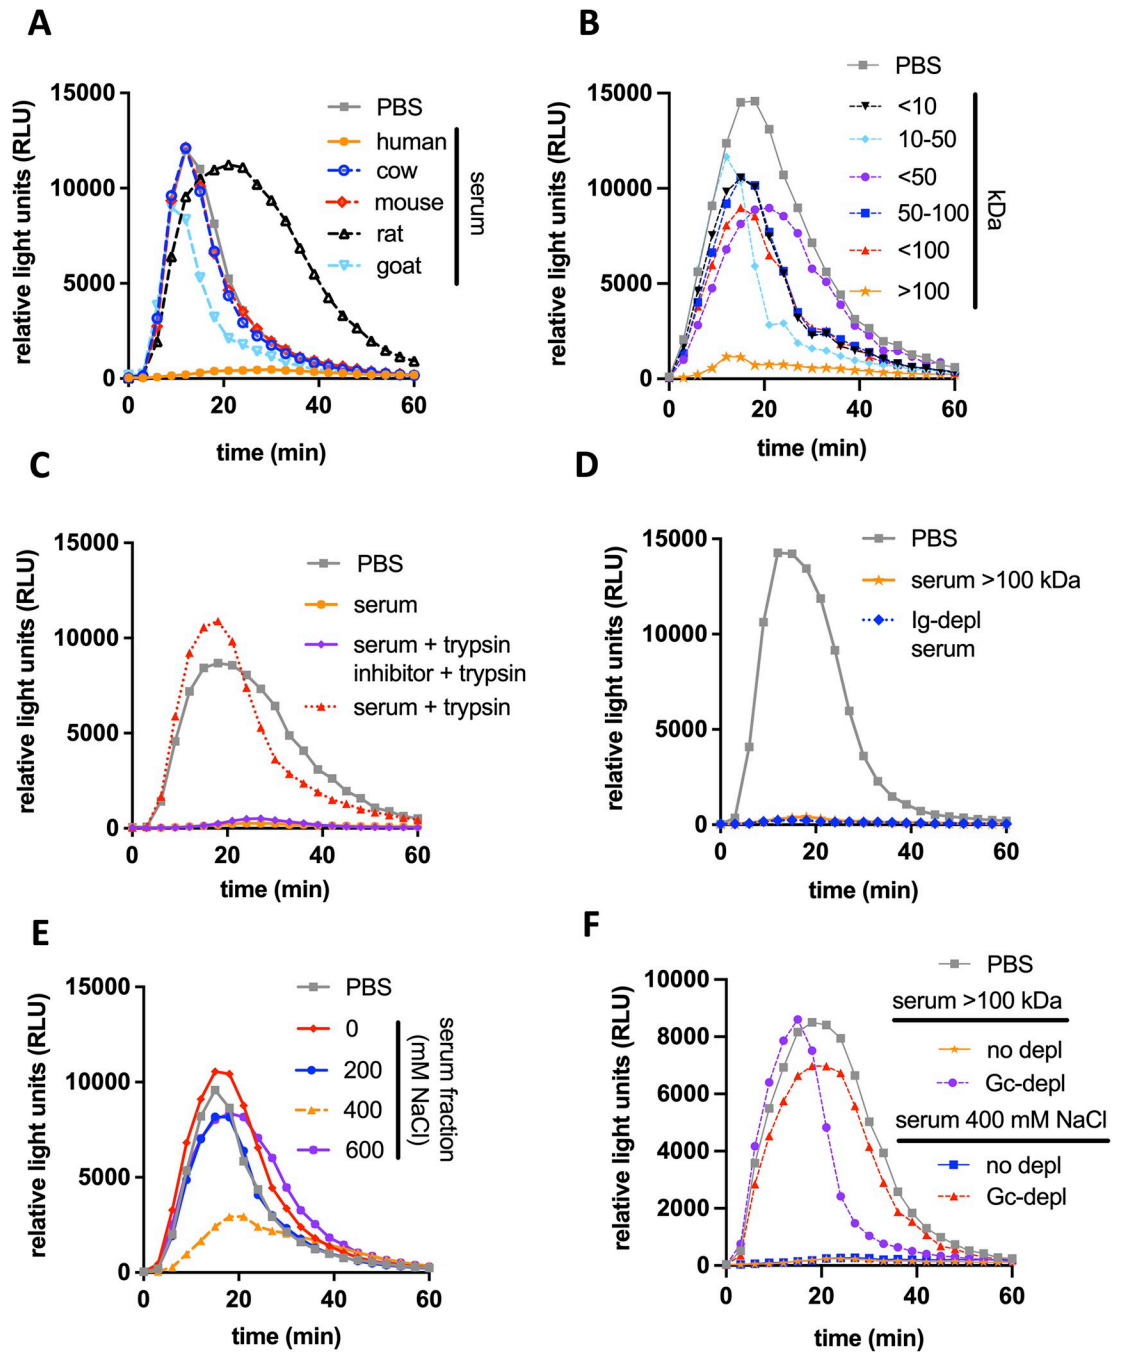 A
relative light units (RLU)
15000
10000
5000
0
0
20
40
60
time (min)
PBS
human
cow
mouse
rat
goat
serum
B
relative light units (RLU)
15000
10000
5000
0
0
20
40
60
time (min)
PBS
<10
10-50
<50
50-100
<100
>100
kDa
C
relative light units (RLU)
15000
10000
5000
0
0
20
40
60
time (min)
PBS
serum
serum + trypsin
inhibitor + trypsin
serum + trypsin
D
relative light units (RLU)
15000
10000
5000
0
0
20
40
60
time (min)
PBS
serum >100 kDa
Ig-depl
serum
E
relative light units (RLU)
15000
10000
5000
0
0
20
40
60
time (min)
PBS
0
200
400
600
serum fraction
(mM NaCl)
F
relative light units (RLU)
10000
8000
6000
4000
2000
0
0
20
40
60
time (min)
PBS
serum >100 kDa
no depl
Gc-depl
serum 400 mM NaCl
no depl
Gc-depl